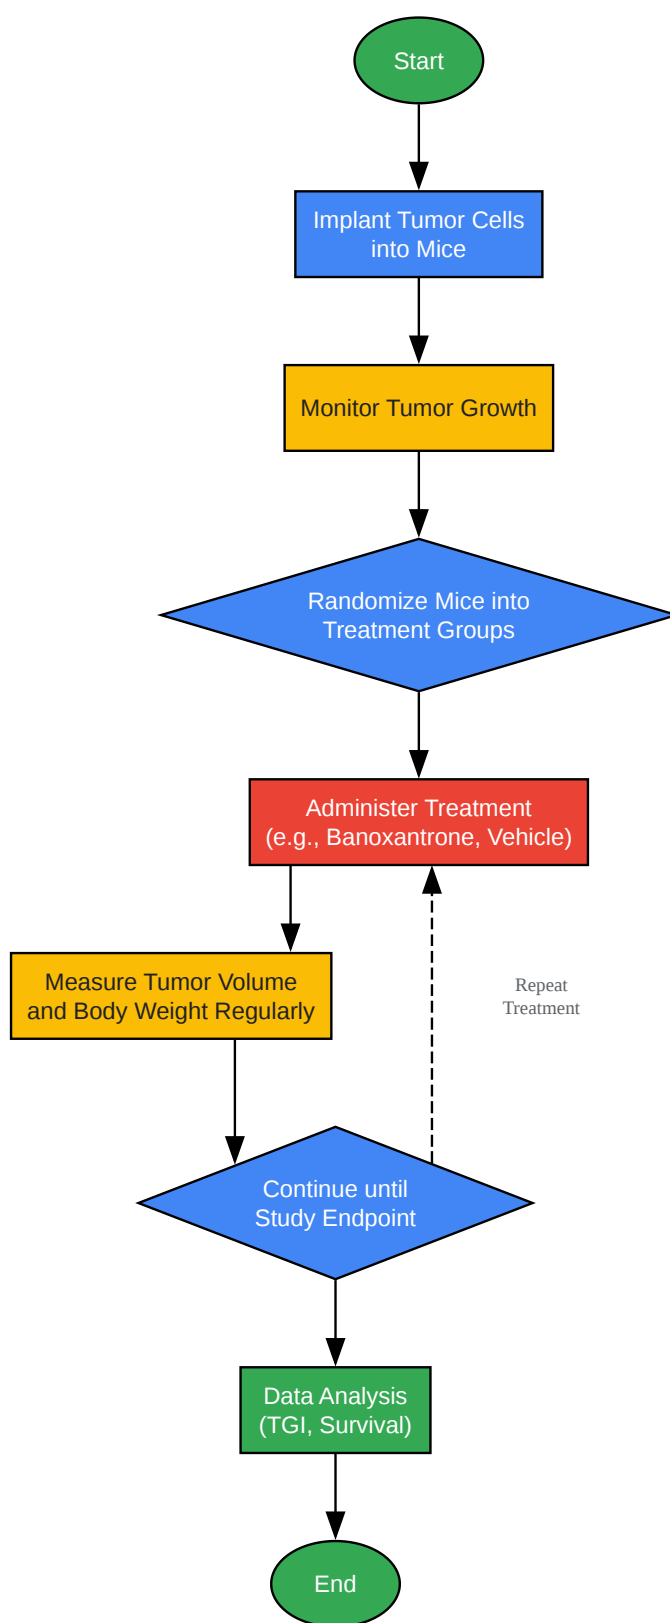 Start
Implant Tumor Cells
into Mice
Monitor Tumor Growth
Randomize Mice into
Treatment Groups
Administer Treatment
(e.g., Banoxantrone, Vehicle)
Measure Tumor Volume
and Body Weight Regularly
Repeat
Treatment
Continue until
Study Endpoint
Data Analysis
(TGI, Survival)
End